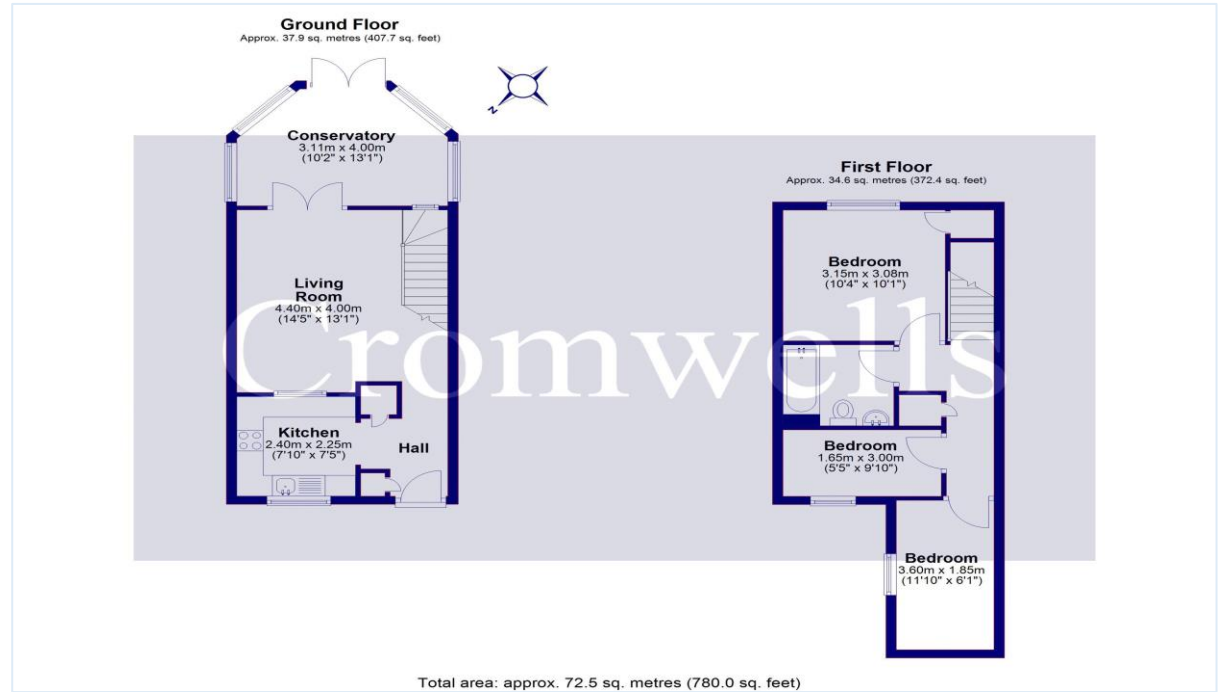 Ground Floor
Approx. 37.9 sq. metres (407.7 sq. feet)
N
Conservatory
3.11m x 4.00m
(10'2" x 13'1")
Living
Room
4.40m x 4.00m
(14'5" x 13'1")
Kitchen
2.40m x 2.25m
(7'10" x 7'5")
Hall
First Floor
Approx. 34.6 sq. metres (372.4 sq. feet)
Bedroom
3.15m x 3.08m
(10'4" x 10'1")
Bedroom
1.65m x 3.00m
(5'5" x 9'10")
Bedroom
3.60m x 1.85m
(11'10" x 6'1")
Cromwells
Total area: approx. 72.5 sq. metres (780.0 sq. feet)